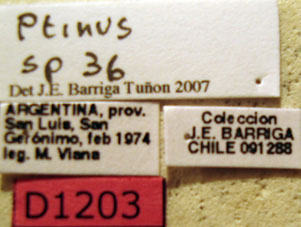 Ptinus
sp 36
Det J.E. Barriga Tuñon 2007
ARGENTINA, prov.
San Luis, San
Gerónimo, feb 1974
leg. M. Viana
Coleccion
J.E. BARRIGA
CHILE 091288
D1203